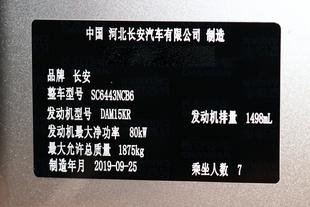 中国 河北长安汽车有限公司 制造
品牌 长安
整车型号 SC6443NCB6
发动机型号 DAM15KR 发动机排量 1498mL
发动机最大净功率 80kW
最大允许总质量 1875kg
制造年月 2019-09-25 乘坐人数 7